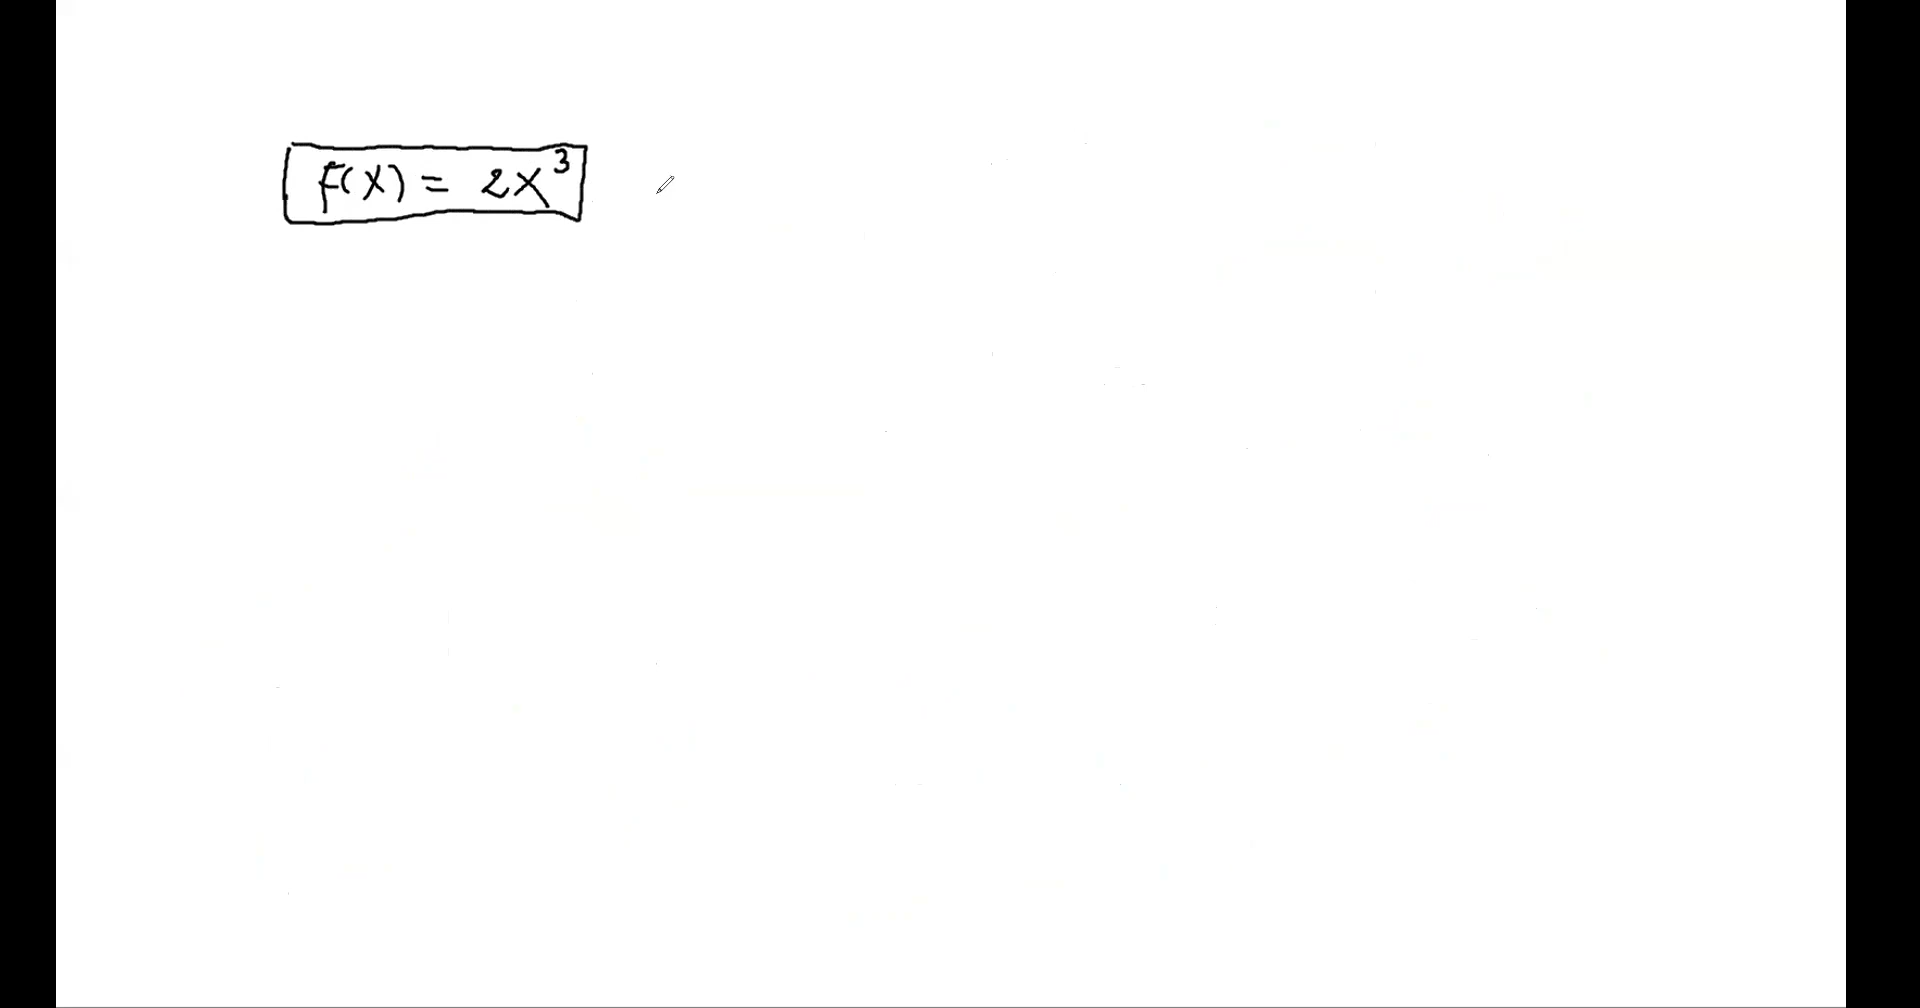 F(x) = 2x³